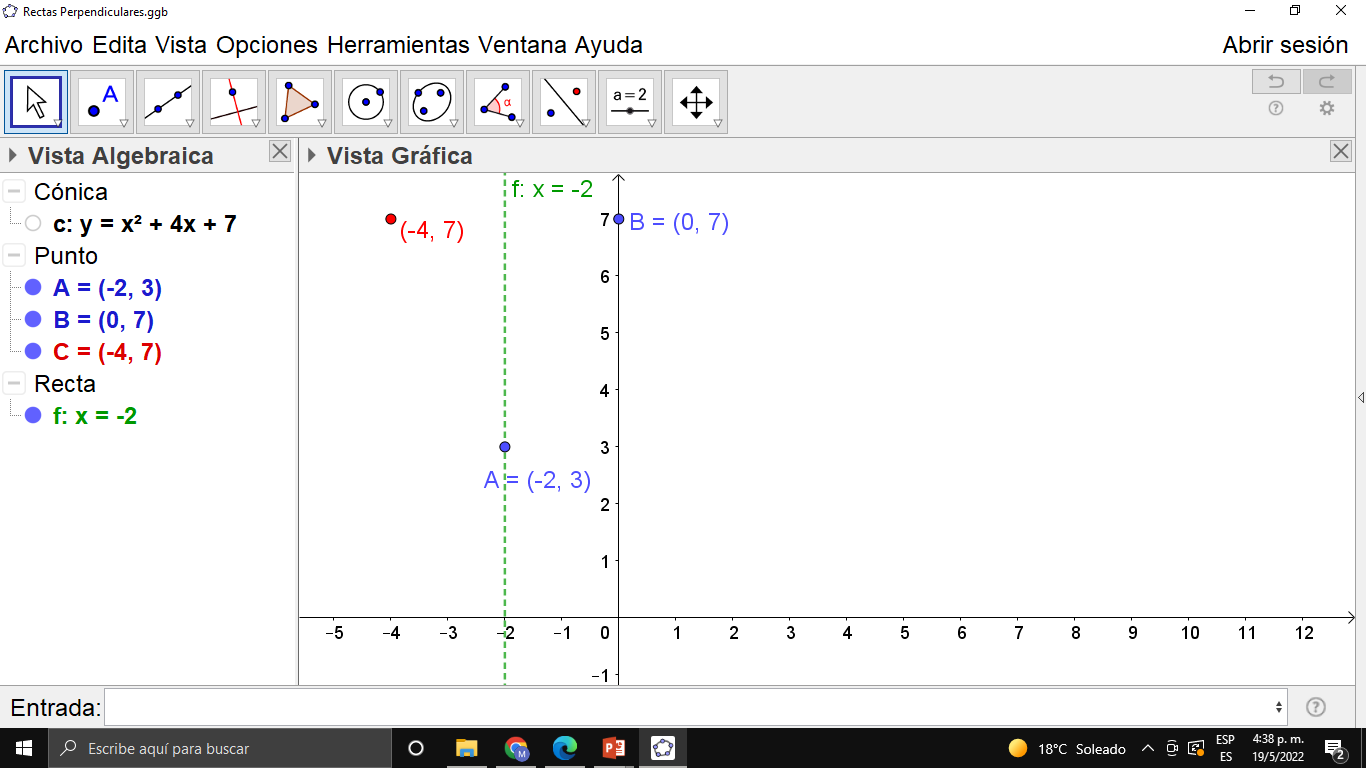 Rectas Perpendiculares.ggb
Archivo Edita Vista Opciones Herramientas Ventana Ayuda
Abrir sesión
A
α
a = 2
Vista Algebraica
Cónica
c: y = x² + 4x + 7
Punto
A = (-2, 3)
B = (0, 7)
C = (-4, 7)
Recta
f: x = -2
Vista Gráfica
f: x = -2
(-4, 7)
B = (0, 7)
A = (-2, 3)
7
6
5
4
3
2
1
–5 –4 –3 –2 –1 0 1 2 3 4 5 6 7 8 9 10 11 12
–1
Entrada:
Escribe aquí para buscar
M
P
18°C Soleado
ESP
ES
4:38 p. m.
19/5/2022
2